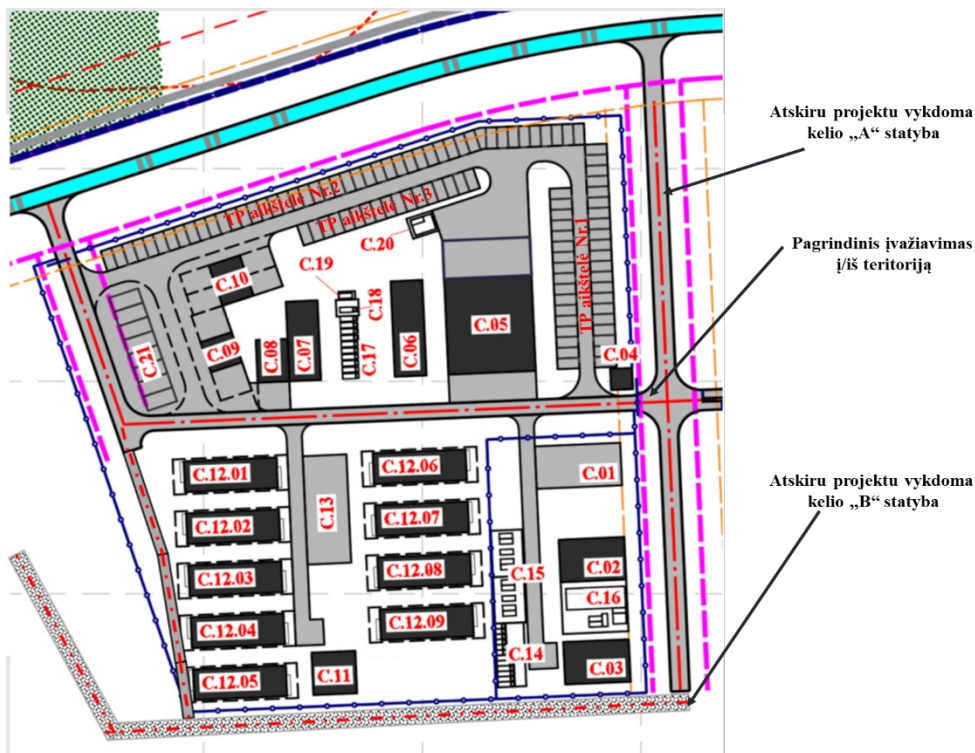 Atskiru projektu vykdoma
kelio „A“ statyba
TP aikštelė Nr.2
TP aikštelė Nr.3
TP aikštelė Nr.1
C.20
Pagrindinis įvažiavimas
į/iš teritoriją
C.19
C.10
C.18
C.05
C.04
C.21
C.09
C.08
C.07
C.17
C.06
C.12.01
C.12.06
C.01
C.13
Atskiru projektu vykdoma
kelio „B“ statyba
C.12.02
C.12.07
C.12.03
C.12.08
C.15
C.02
C.16
C.12.04
C.12.09
C.14
C.03
C.12.05
C.11